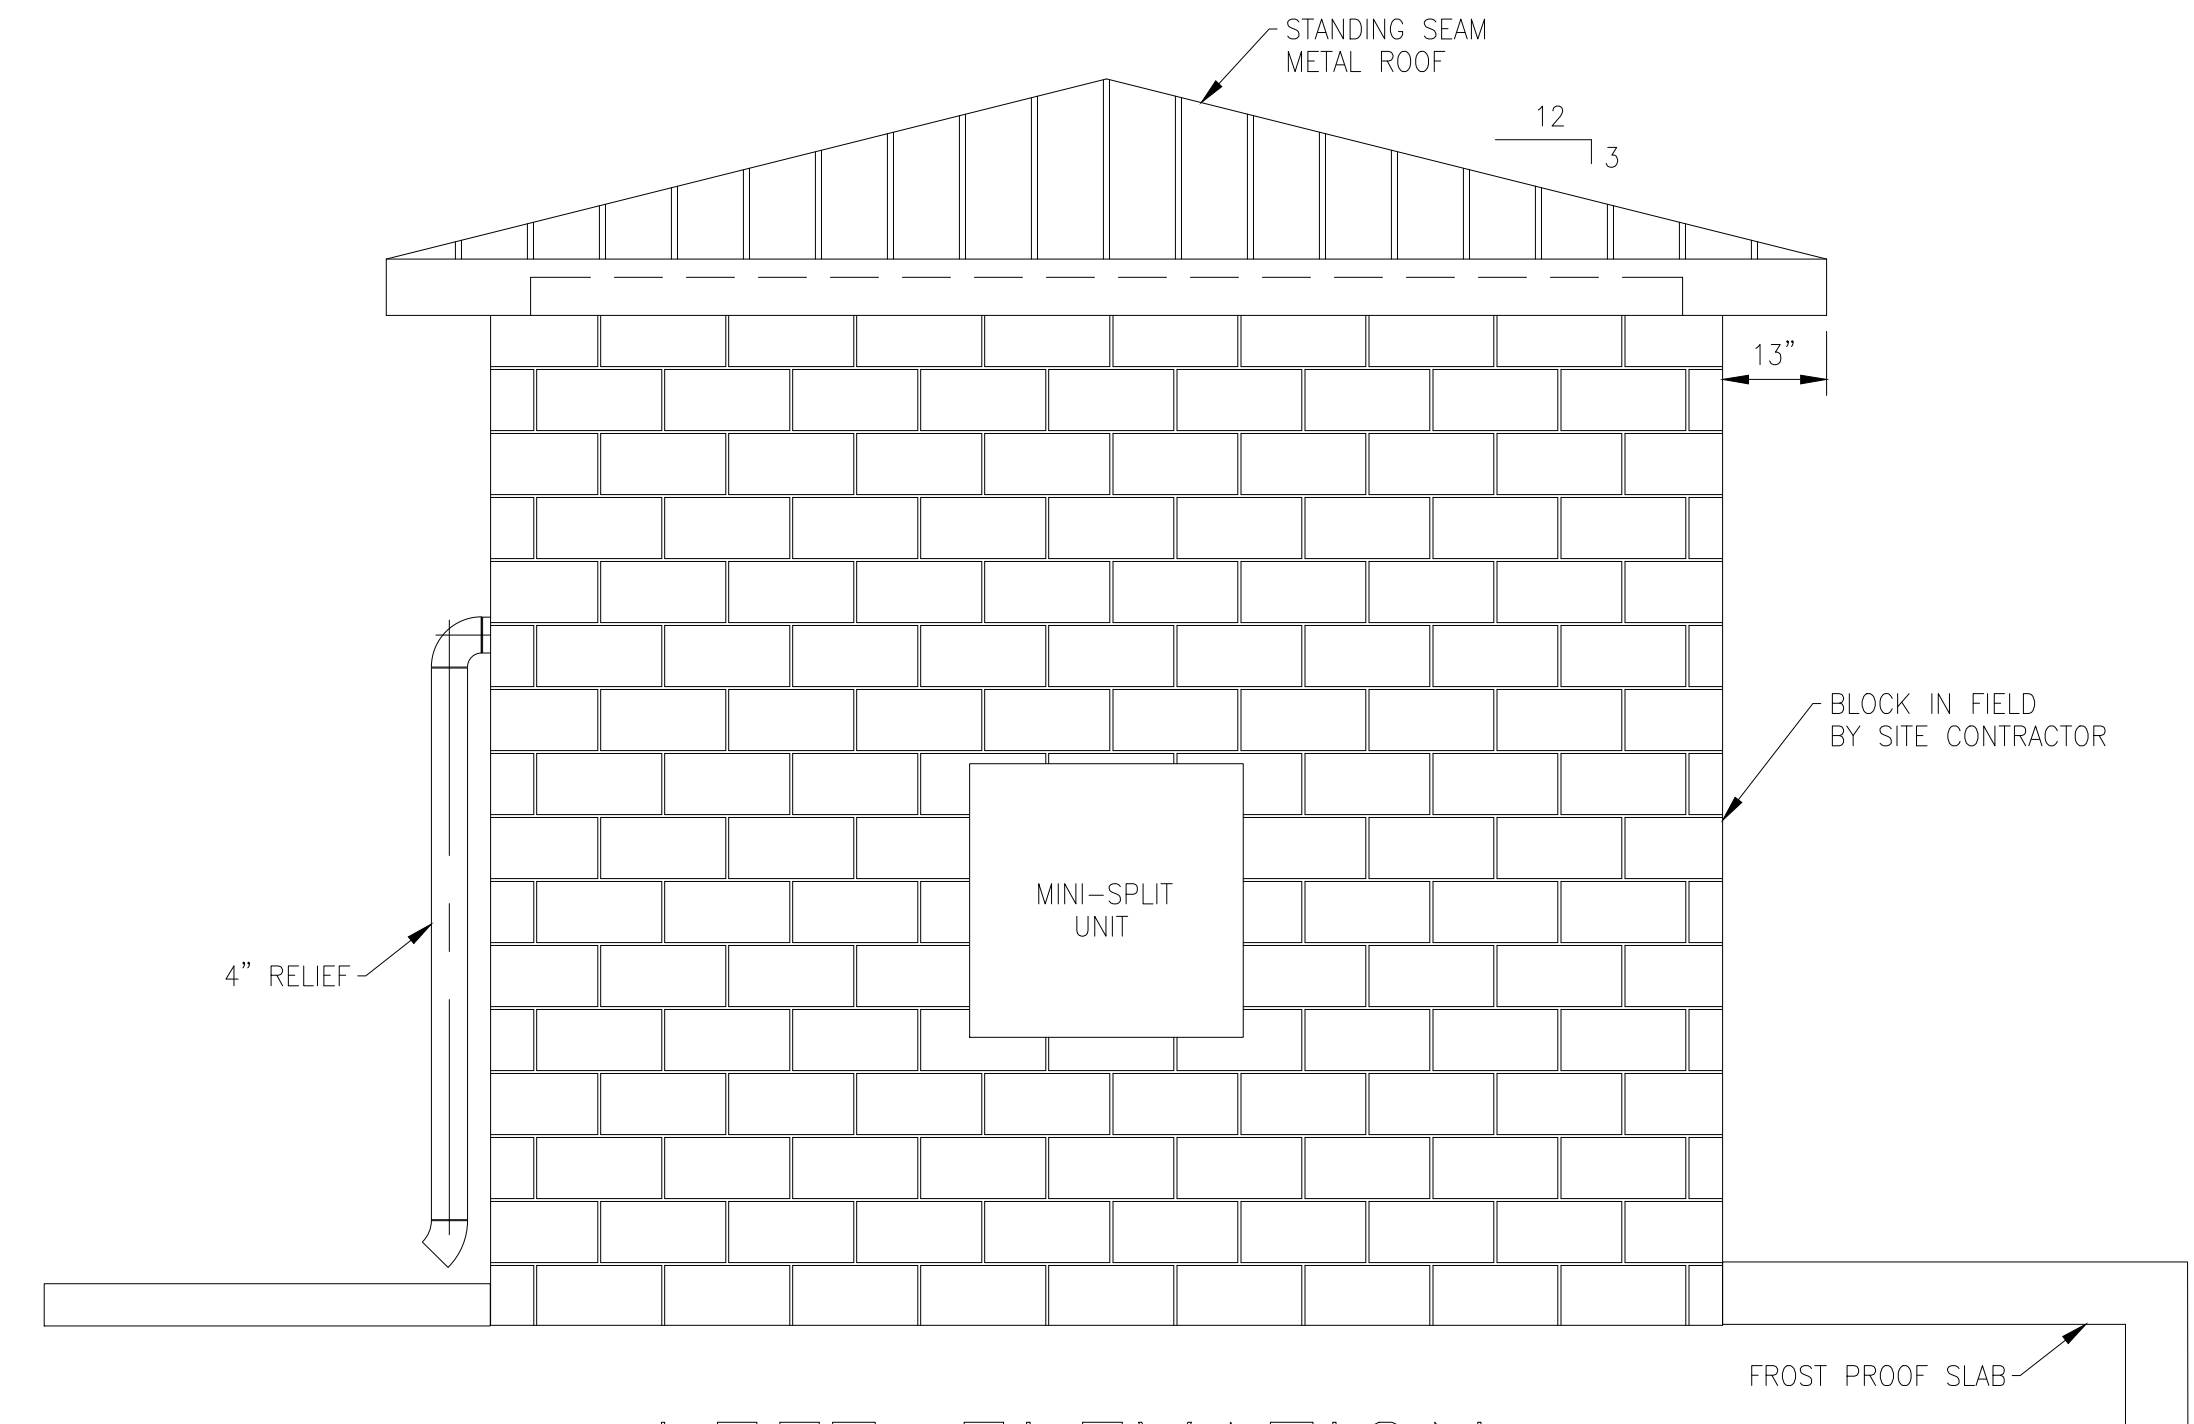 STANDING SEAM
METAL ROOF
12
3
13”
BLOCK IN FIELD
BY SITE CONTRACTOR
MINI-SPLIT
UNIT
4” RELIEF
FROST PROOF SLAB